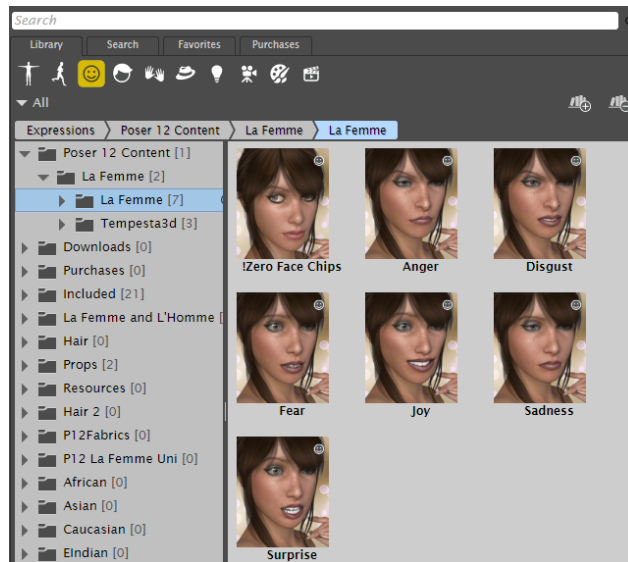 Search
Library Search Favorites Purchases
All
Expressions Poser 12 Content La Femme La Femme
Poser 12 Content [1]
La Femme [2]
La Femme [7]
Tempesta3d [3]
Downloads [0]
Purchases [0]
Included [21]
La Femme and L'Homme [
Hair [0]
Props [2]
Resources [0]
Hair 2 [0]
P12Fabrics [0]
P12 La Femme Uni [0]
African [0]
Asian [0]
Caucasian [0]
EIndian [0]
!Zero Face Chips Anger Disgust
Fear Joy Sadness
Surprise